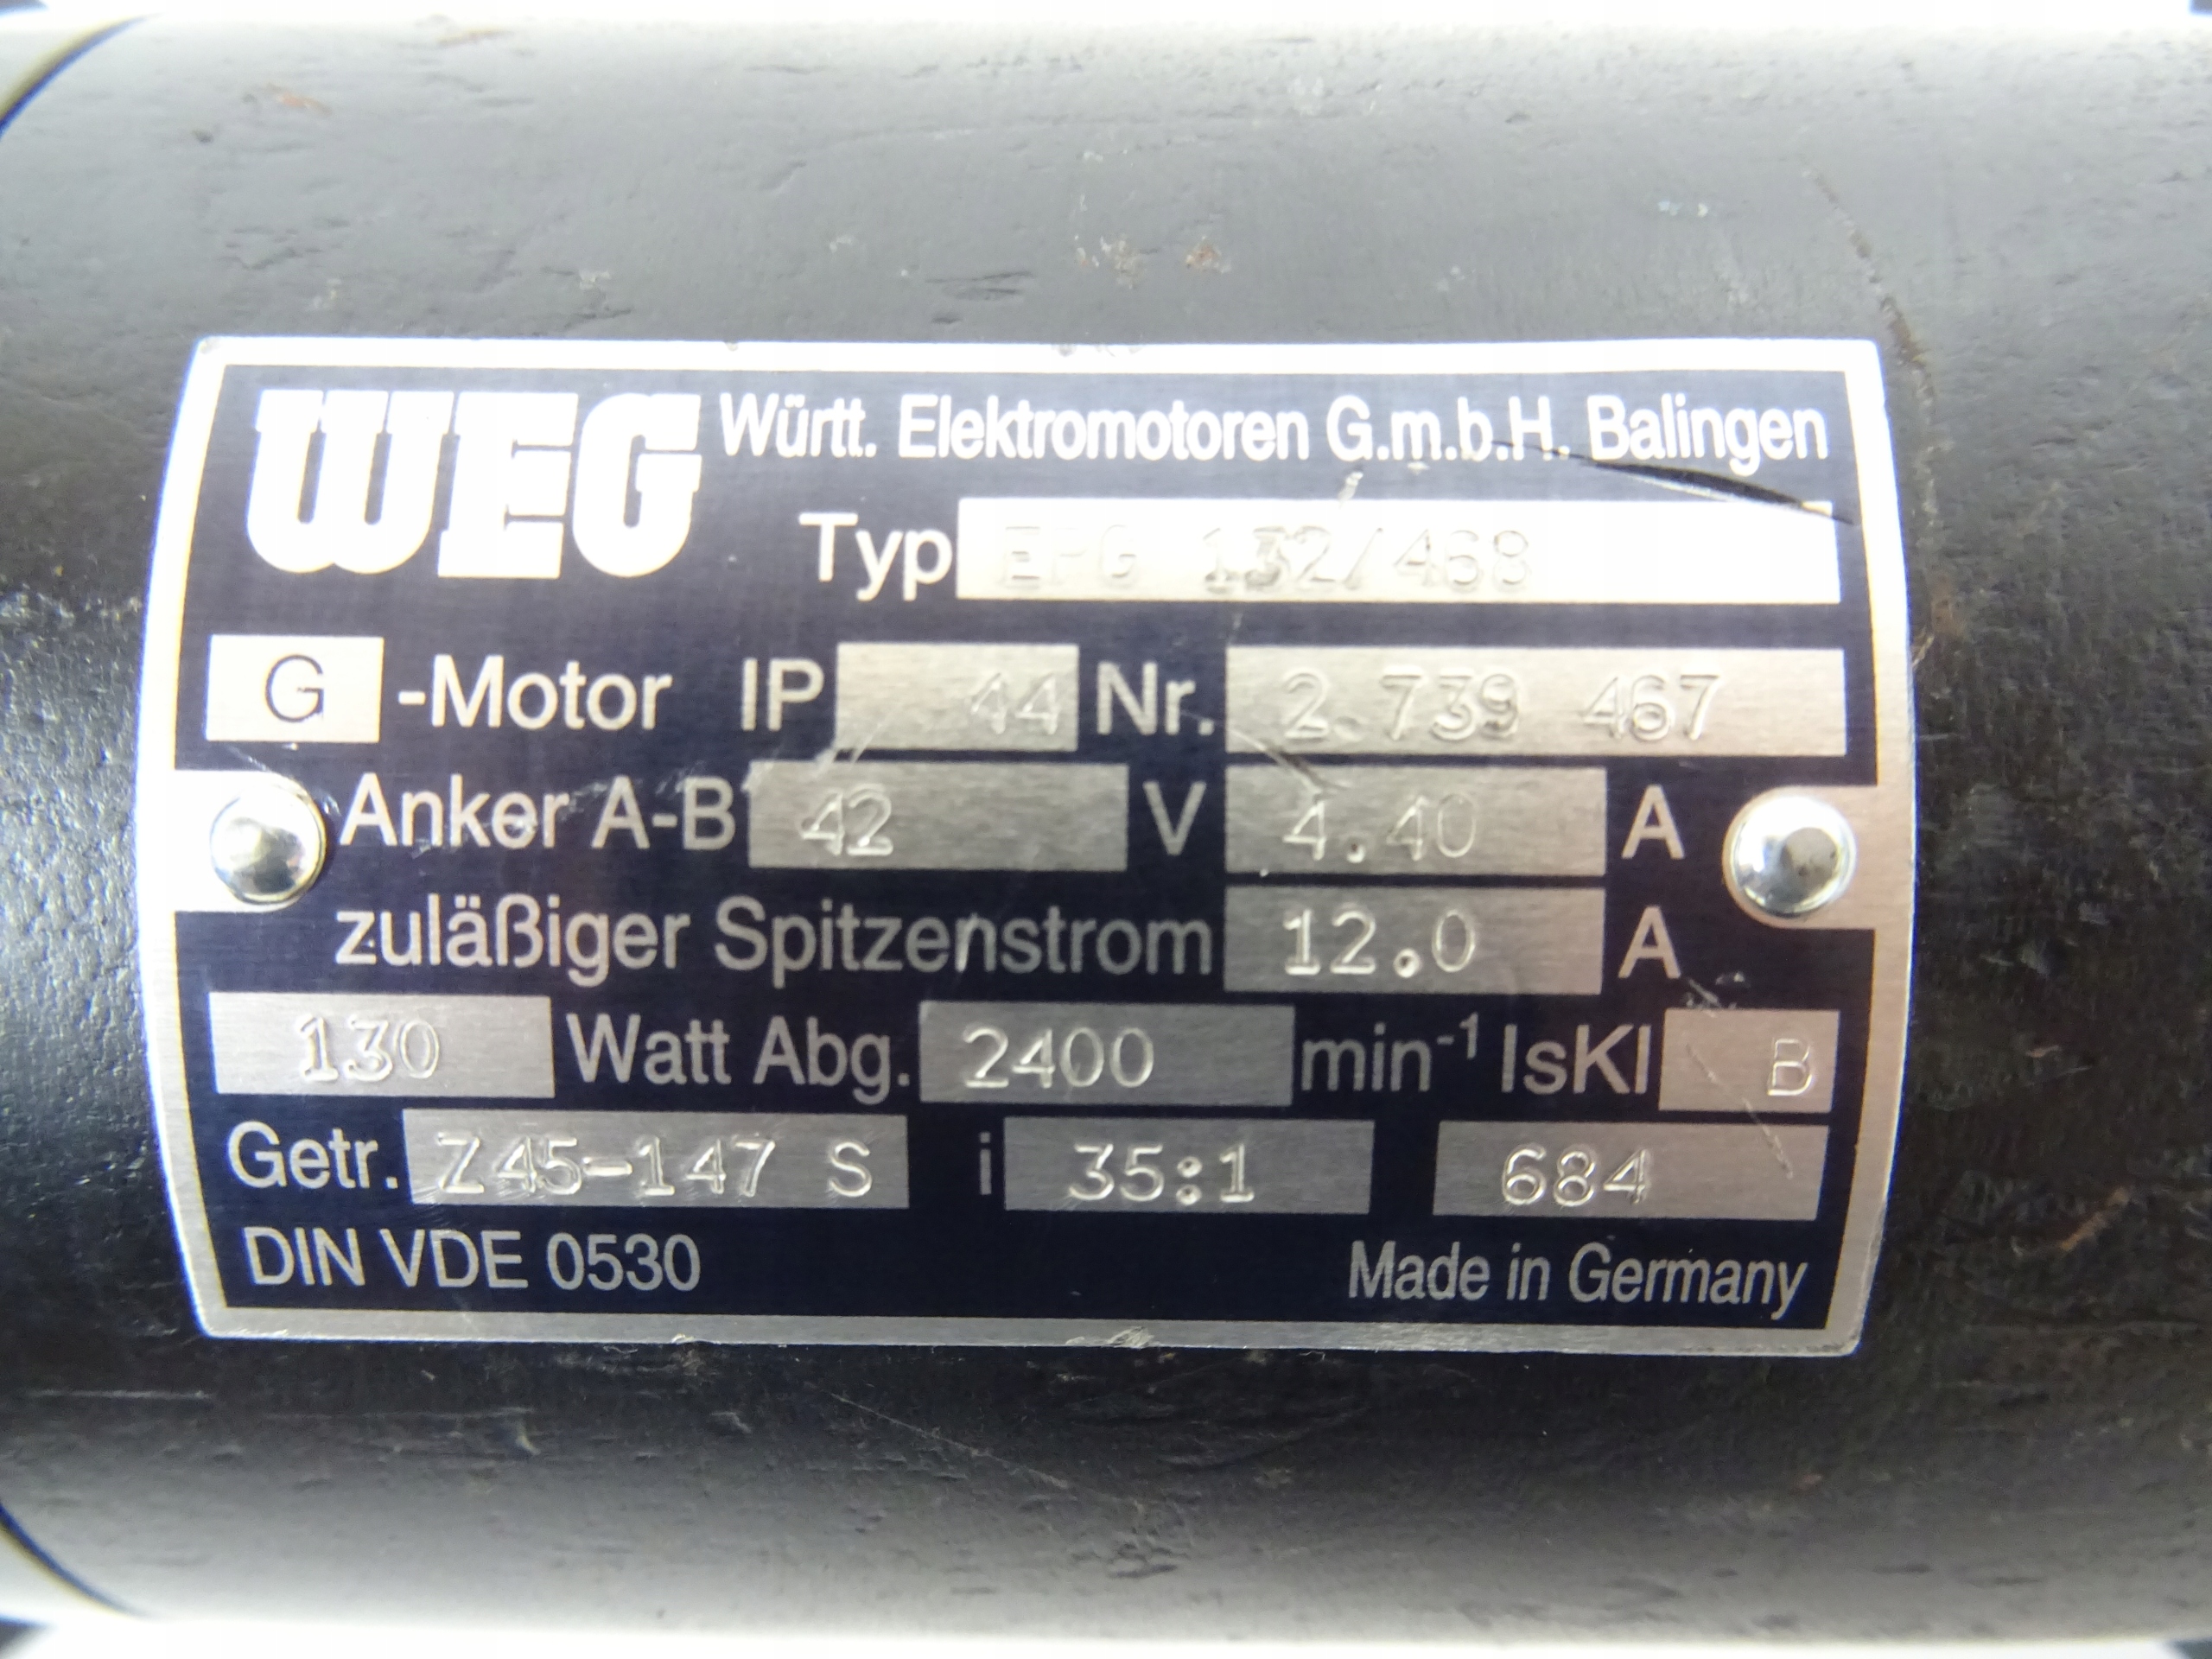 WEG Württ. Elektromotoren G.m.b.H. Balingen
Typ 132/468
G -Motor IP 44 Nr. 2.739 467
Anker A-B 42 V 4.40 A
zuläßiger Spitzenstrom 12.0 A
130 Watt Abg. 2400 min⁻¹ IsKl B
Getr. Z45-147 S i 35:1 684
DIN VDE 0530 Made in Germany